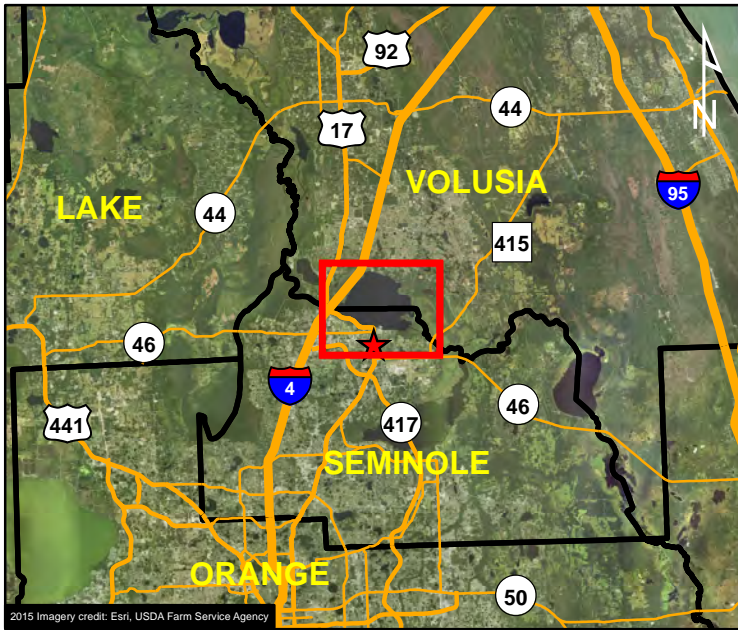 92
44
17
VOLUSIA
95
LAKE
44
415
46
4
46
441
417
SEMINOLE
ORANGE
50
2015 Imagery credit: Esri, USDA Farm Service Agency
N